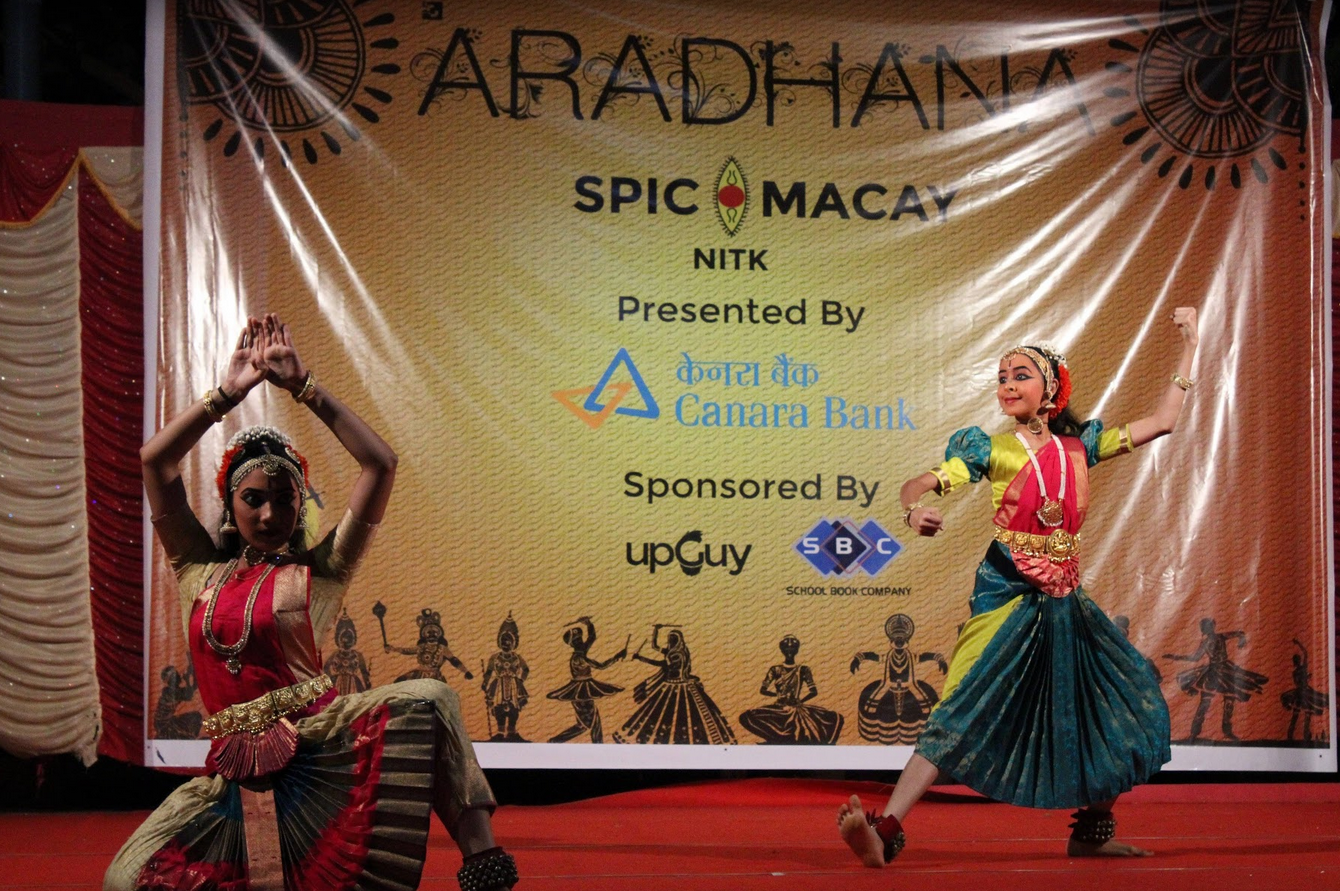 ARADHANA
SPIC MACAY
NITK
Presented By
केनरा बैंक
Canara Bank
Sponsored By
upGuy
SBC
SCHOOL BOOK COMPANY